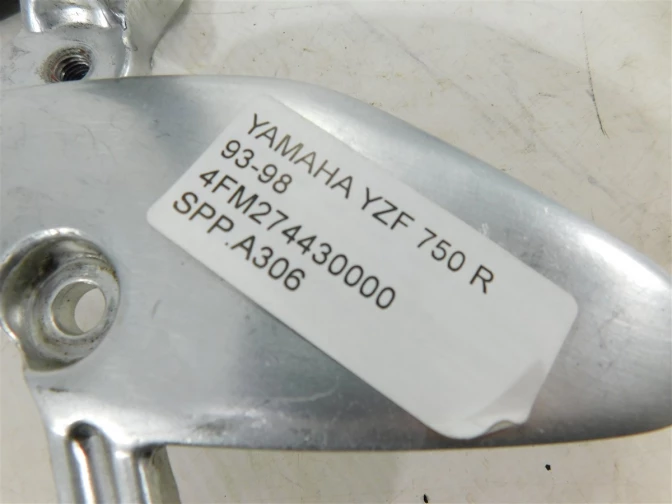 YAMAHA YZF 750 R
93-98
4FM274430000
SPP.A306